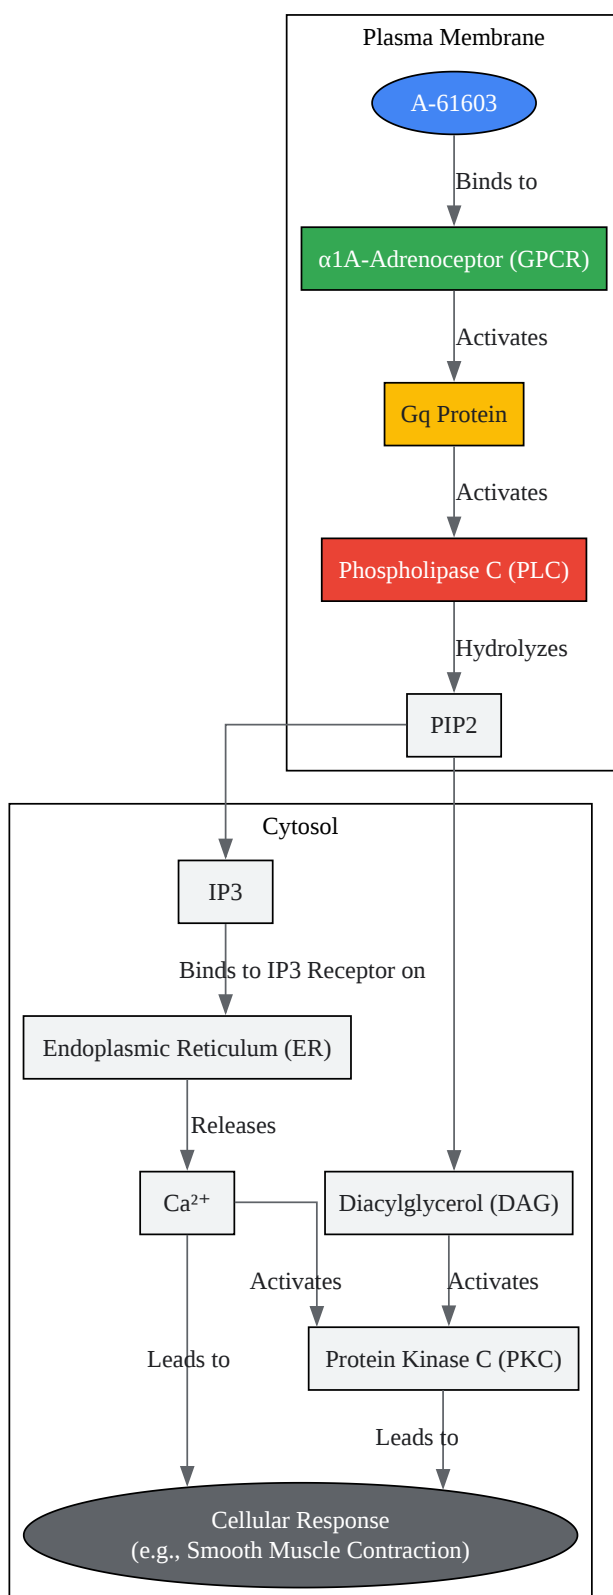 Plasma Membrane
A-61603
Binds to
α1A-Adrenoceptor (GPCR)
Activates
Gq Protein
Activates
Phospholipase C (PLC)
Hydrolyzes
PIP2
Cytosol
IP3
Binds to IP3 Receptor on
Endoplasmic Reticulum (ER)
Releases
Ca²⁺
Diacylglycerol (DAG)
Activates
Activates
Leads to
Protein Kinase C (PKC)
Leads to
Cellular Response
(e.g., Smooth Muscle Contraction)